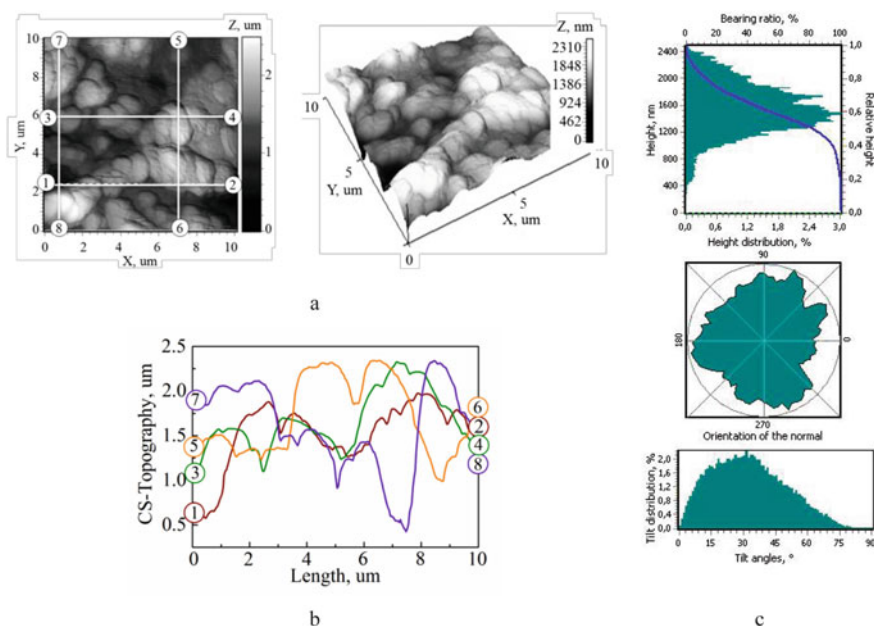 Z, um
10
8
6
4
2
0
Y, um
0 2 4 6 8 10
X, um
2
1
0
7
5
3
4
1
2
8
6
Z, nm
2310
1848
1386
924
462
0
10
5
0
Y, um
5
10
X, um
a
CS-Topography, um
2.5
2.0
1.5
1.0
0.5
0 2 4 6 8 10
Length, um
7
5
3
1
6
2
4
8
b
Bearing ratio, %
0 20 40 60 80 100
Height, nm
2400
2000
1600
1200
800
400
0
1,0
0,8
0,6
0,4
0,2
0,0
Relative height
0,0 0,6 1,2 1,8 2,4 3,0
Height distribution, %
90
180
0
270
Orientation of the normal
Tilt distribution, %
2,0
1,6
1,2
0,8
0,4
0,0
0 15 30 45 60 75 90
Tilt angles, °
c